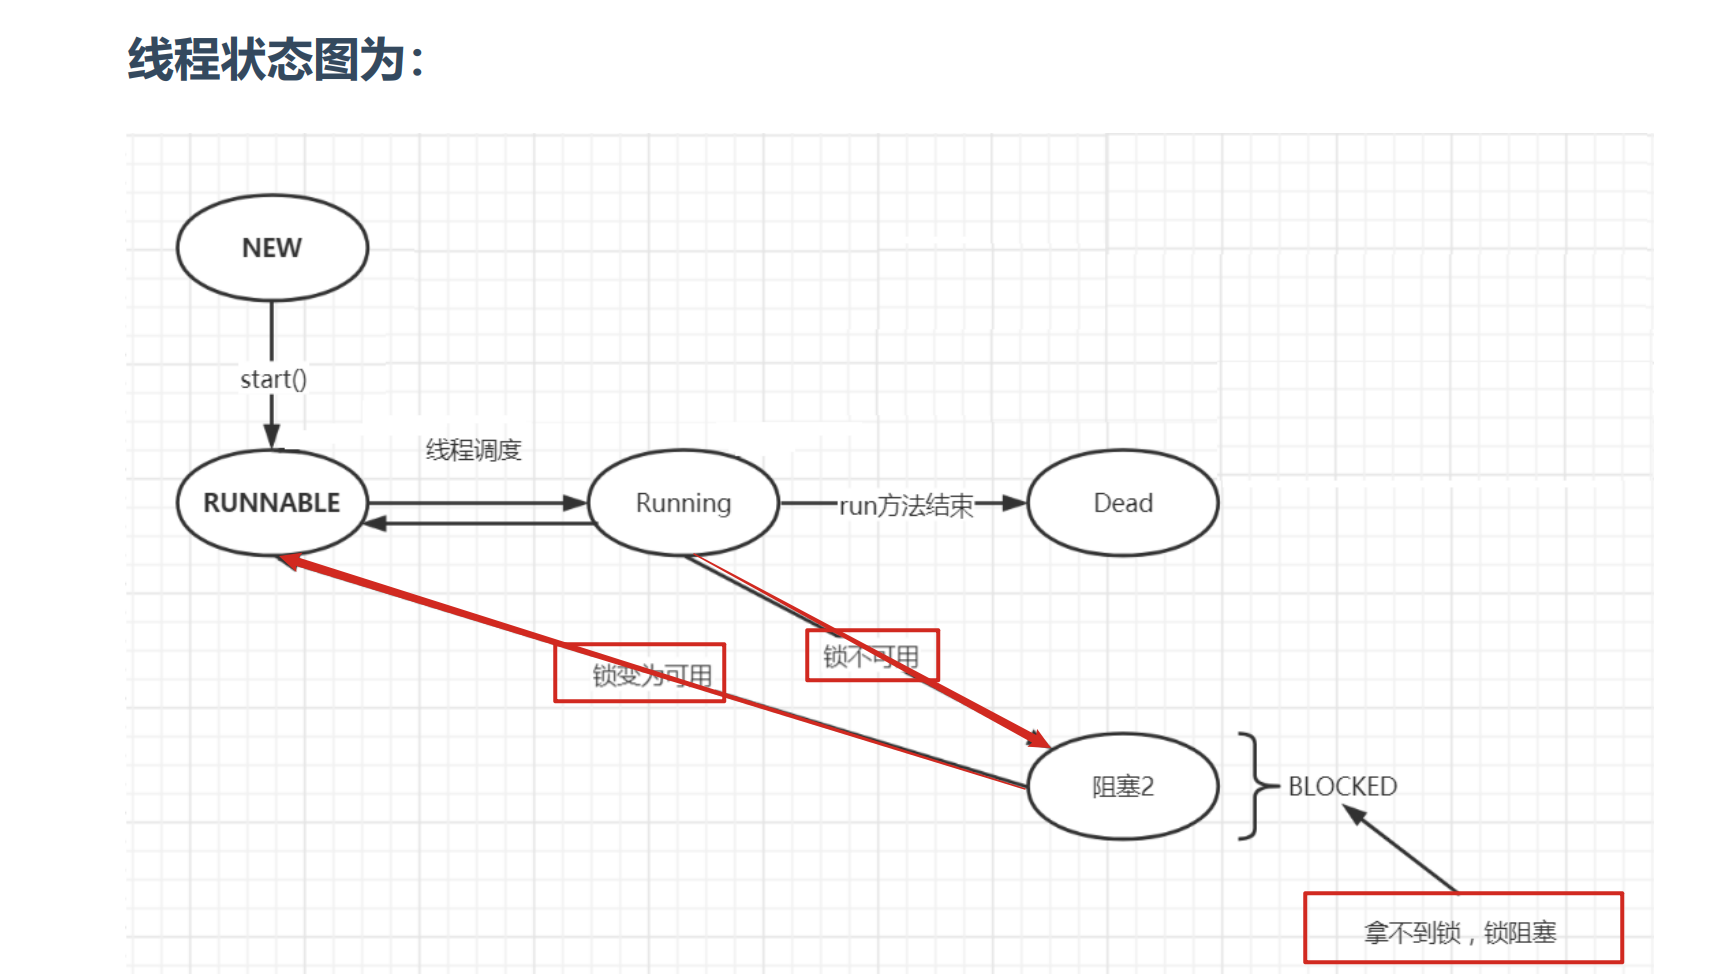 线程状态图为：
NEW
start()
线程调度
RUNNABLE
Running
run方法结束
Dead
锁不可用
锁变为可用
阻塞2
BLOCKED
拿不到锁，锁阻塞